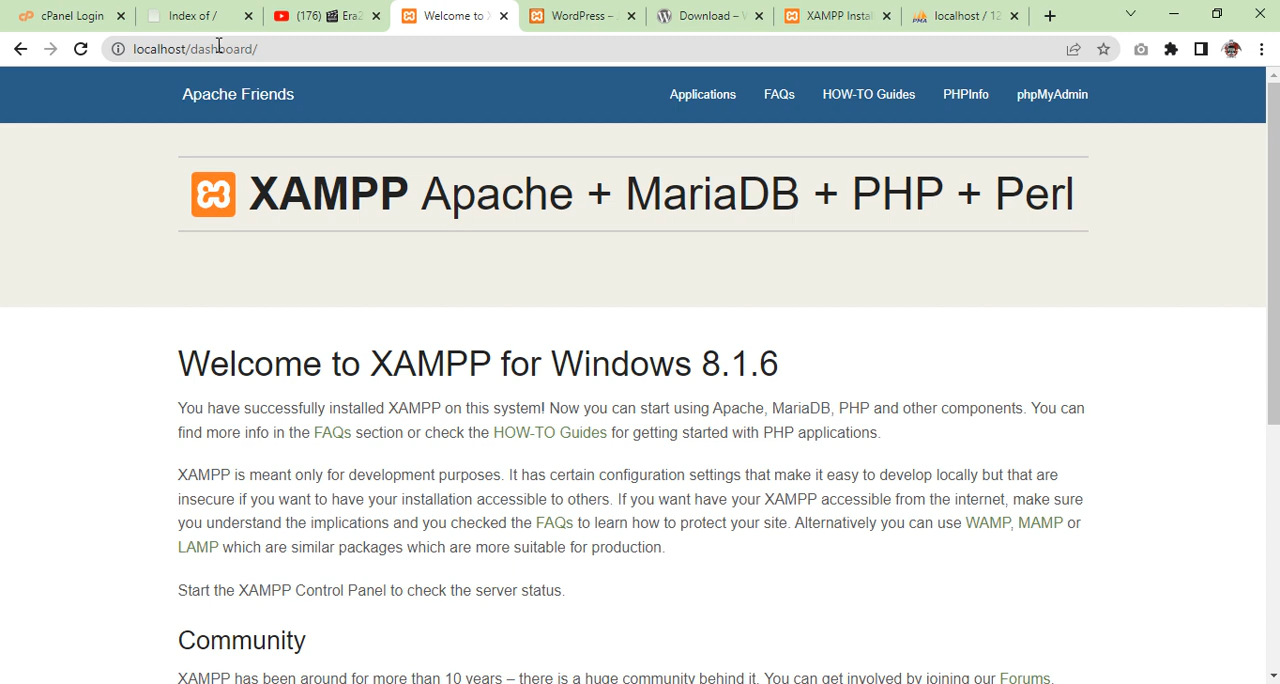 cPanel Login
Index of /
(176) 🎬 Era2
Welcome to X
WordPress – A
Download – W
XAMPP Instal
localhost / 12
localhost/dashboard/
Apache Friends
Applications
FAQs
HOW-TO Guides
PHPInfo
phpMyAdmin
XAMPP Apache + MariaDB + PHP + Perl
Welcome to XAMPP for Windows 8.1.6
You have successfully installed XAMPP on this system! Now you can start using Apache, MariaDB, PHP and other components. You can
find more info in the FAQs section or check the HOW-TO Guides for getting started with PHP applications.
XAMPP is meant only for development purposes. It has certain configuration settings that make it easy to develop locally but that are
insecure if you want to have your installation accessible to others. If you want have your XAMPP accessible from the internet, make sure
you understand the implications and you checked the FAQs to learn how to protect your site. Alternatively you can use WAMP, MAMP or
LAMP which are similar packages which are more suitable for production.
Start the XAMPP Control Panel to check the server status.
Community
XAMPP has been around for more than 10 years – there is a huge community behind it. You can get involved by joining our Forums,